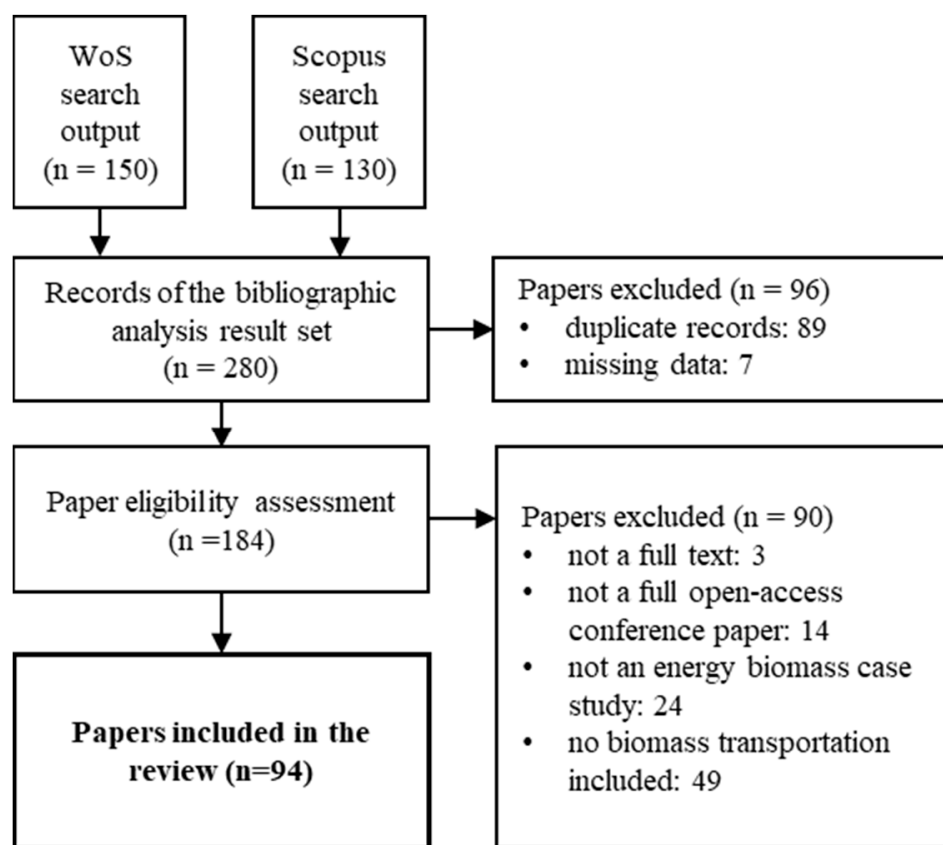 WoS
search
output
(n = 150)
Scopus
search
output
(n = 130)
Records of the bibliographic
analysis result set
(n = 280)
Papers excluded (n = 96)
• duplicate records: 89
• missing data: 7
Paper eligibility assessment
(n =184)
Papers excluded (n = 90)
• not a full text: 3
• not a full open-access
conference paper: 14
• not an energy biomass case
study: 24
• no biomass transportation
included: 49
Papers included in the
review (n=94)